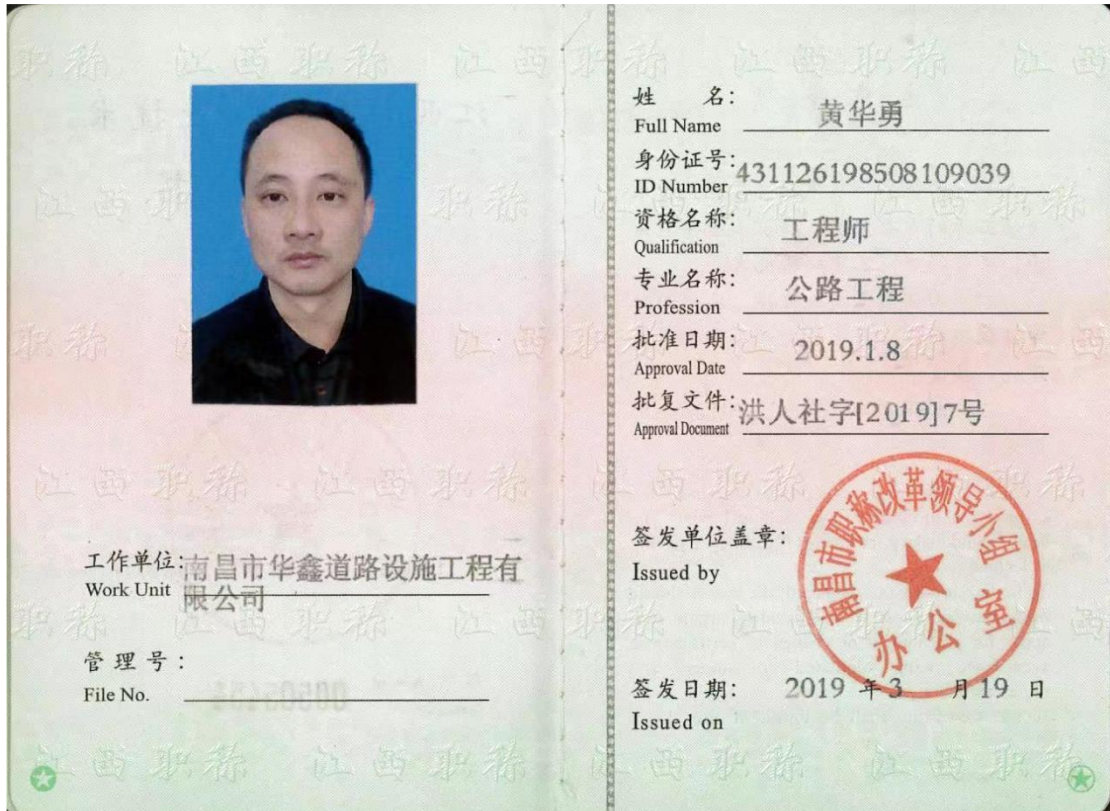 工作单位:
Work Unit
南昌市华鑫道路设施工程有
限公司
管理号:
File No.
姓 名:
Full Name
黄华勇
身份证号:
ID Number
431126198508109039
资格名称:
Qualification
工程师
专业名称:
Profession
公路工程
批准日期:
Approval Date
2019.1.8
批复文件:
Approval Document
洪人社字[2019]7号
签发单位盖章:
Issued by
南昌市职称改革领导小组
办公室
签发日期: 2019 年 3 月 19 日
Issued on
江西职称